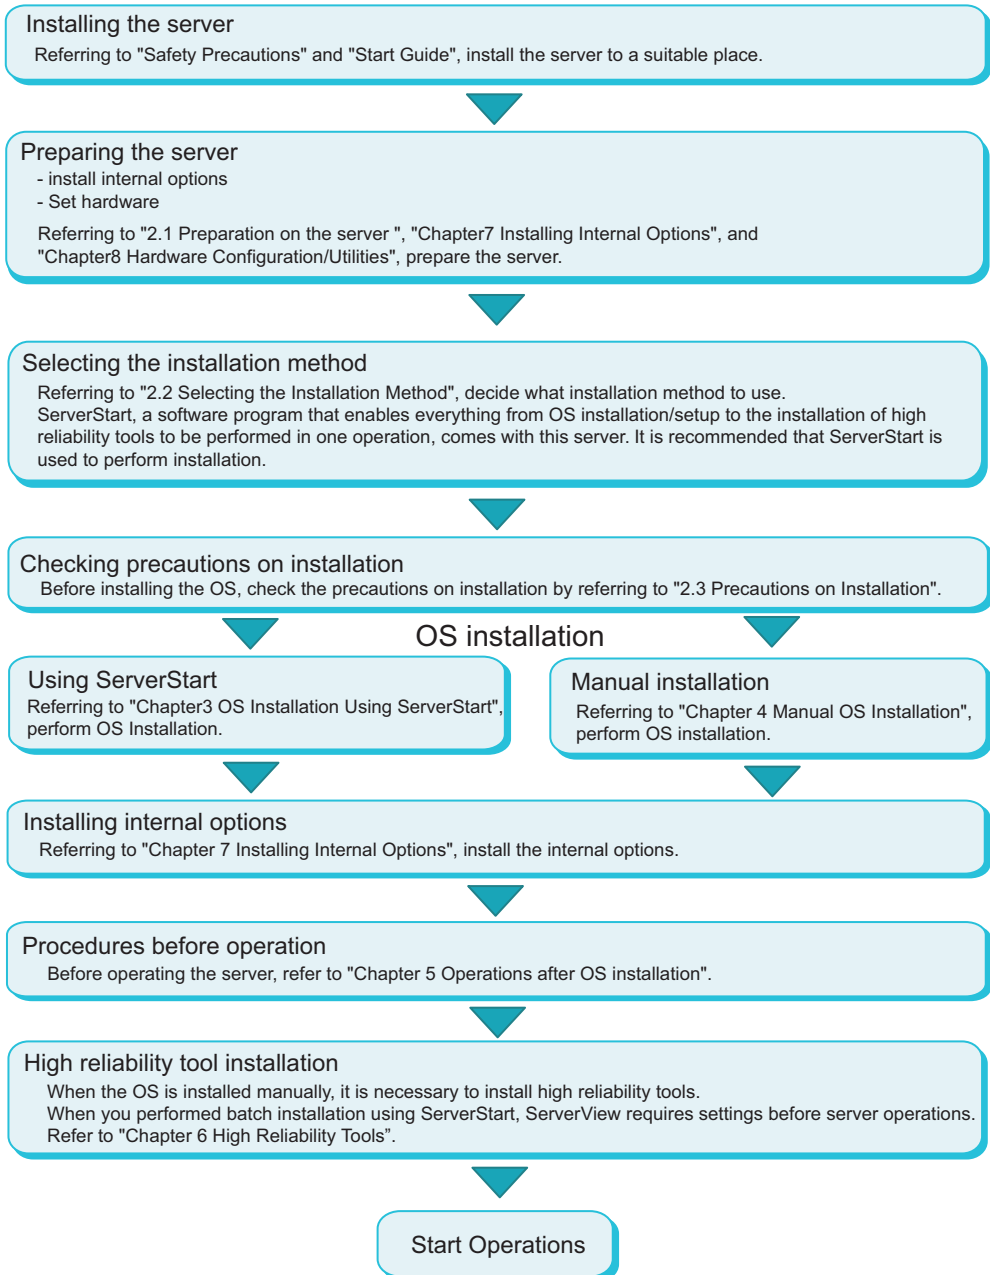 Installing the server
Referring to "Safety Precautions" and "Start Guide", install the server to a suitable place.
Preparing the server
- install internal options
- Set hardware
Referring to "2.1 Preparation on the server ", "Chapter7 Installing Internal Options", and
"Chapter8 Hardware Configuration/Utilities", prepare the server.
Selecting the installation method
Referring to "2.2 Selecting the Installation Method", decide what installation method to use.
ServerStart, a software program that enables everything from OS installation/setup to the installation of high
reliability tools to be performed in one operation, comes with this server. It is recommended that ServerStart is
used to perform installation.
Checking precautions on installation
Before installing the OS, check the precautions on installation by referring to "2.3 Precautions on Installation".
OS installation
Using ServerStart
Referring to "Chapter3 OS Installation Using ServerStart",
perform OS Installation.
Manual installation
Referring to "Chapter 4 Manual OS Installation",
perform OS installation.
Installing internal options
Referring to "Chapter 7 Installing Internal Options", install the internal options.
Procedures before operation
Before operating the server, refer to "Chapter 5 Operations after OS installation".
High reliability tool installation
When the OS is installed manually, it is necessary to install high reliability tools.
When you performed batch installation using ServerStart, ServerView requires settings before server operations.
Refer to "Chapter 6 High Reliability Tools”.
Start Operations